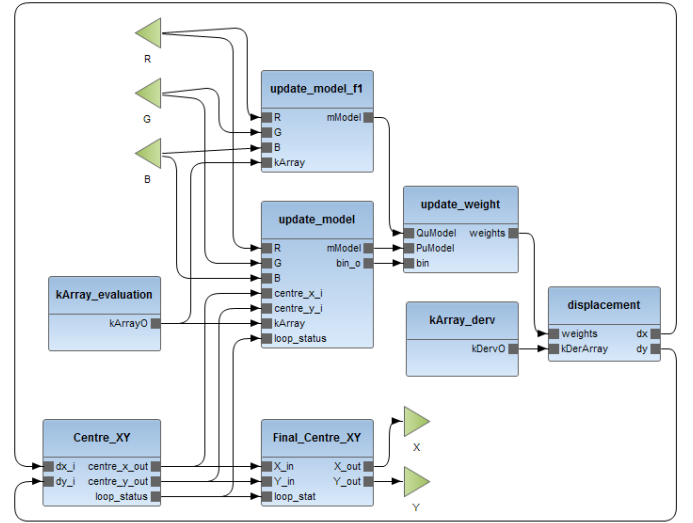 R
G
B
update_model_f1
R mModel
G
B
kArray
update_model
R mModel
G bin_o
B
centre_x_i
centre_y_i
kArray
loop_status
update_weight
QuModel weights
PuModel
bin
kArray_evaluation
kArrayO
kArray_derv
kDervO
displacement
weights dx
kDerArray dy
Centre_XY
dx_i centre_x_out
dy_i centre_y_out
loop_status
Final_Centre_XY
X_in X_out
Y_in Y_out
loop_stat
X
Y